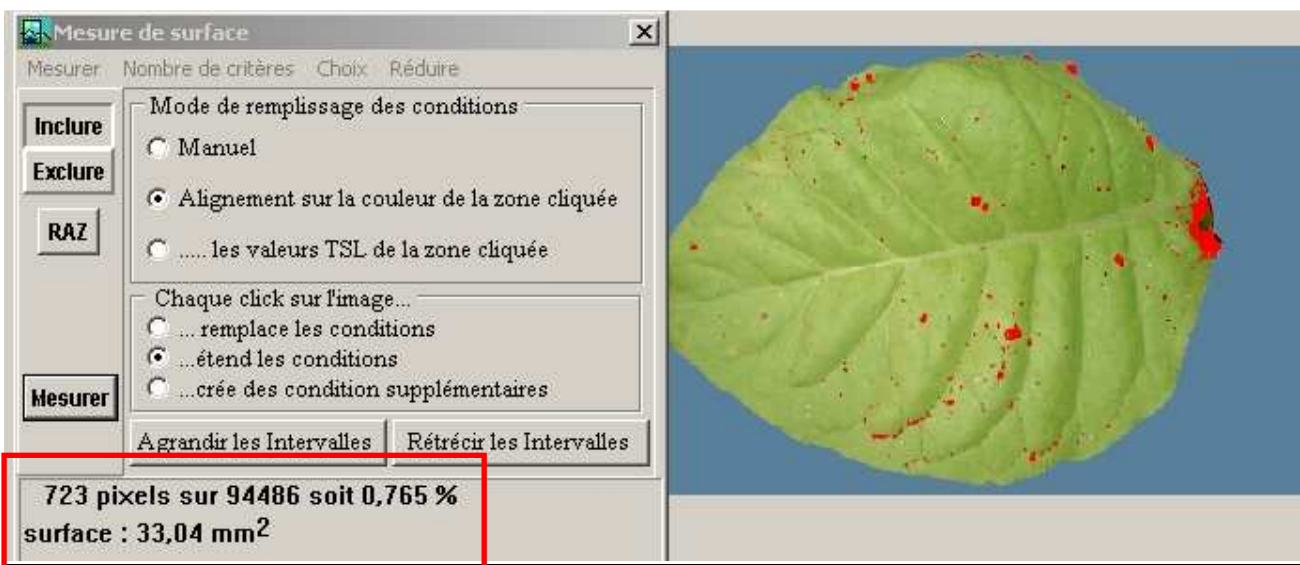 Mesure de surface
Mesurer Nombre de critères Choix Réduire
Inclure
Exclure
RAZ
Mesurer
Mode de remplissage des conditions
Manuel
Alignement sur la couleur de la zone cliquée
..... les valeurs TSL de la zone cliquée
Chaque click sur l'image...
... remplace les conditions
...étend les conditions
...crée des condition supplémentaires
Agrandir les Intervalles Rétrécir les Intervalles
723 pixels sur 94486 soit 0,765 %
surface : 33,04 mm2